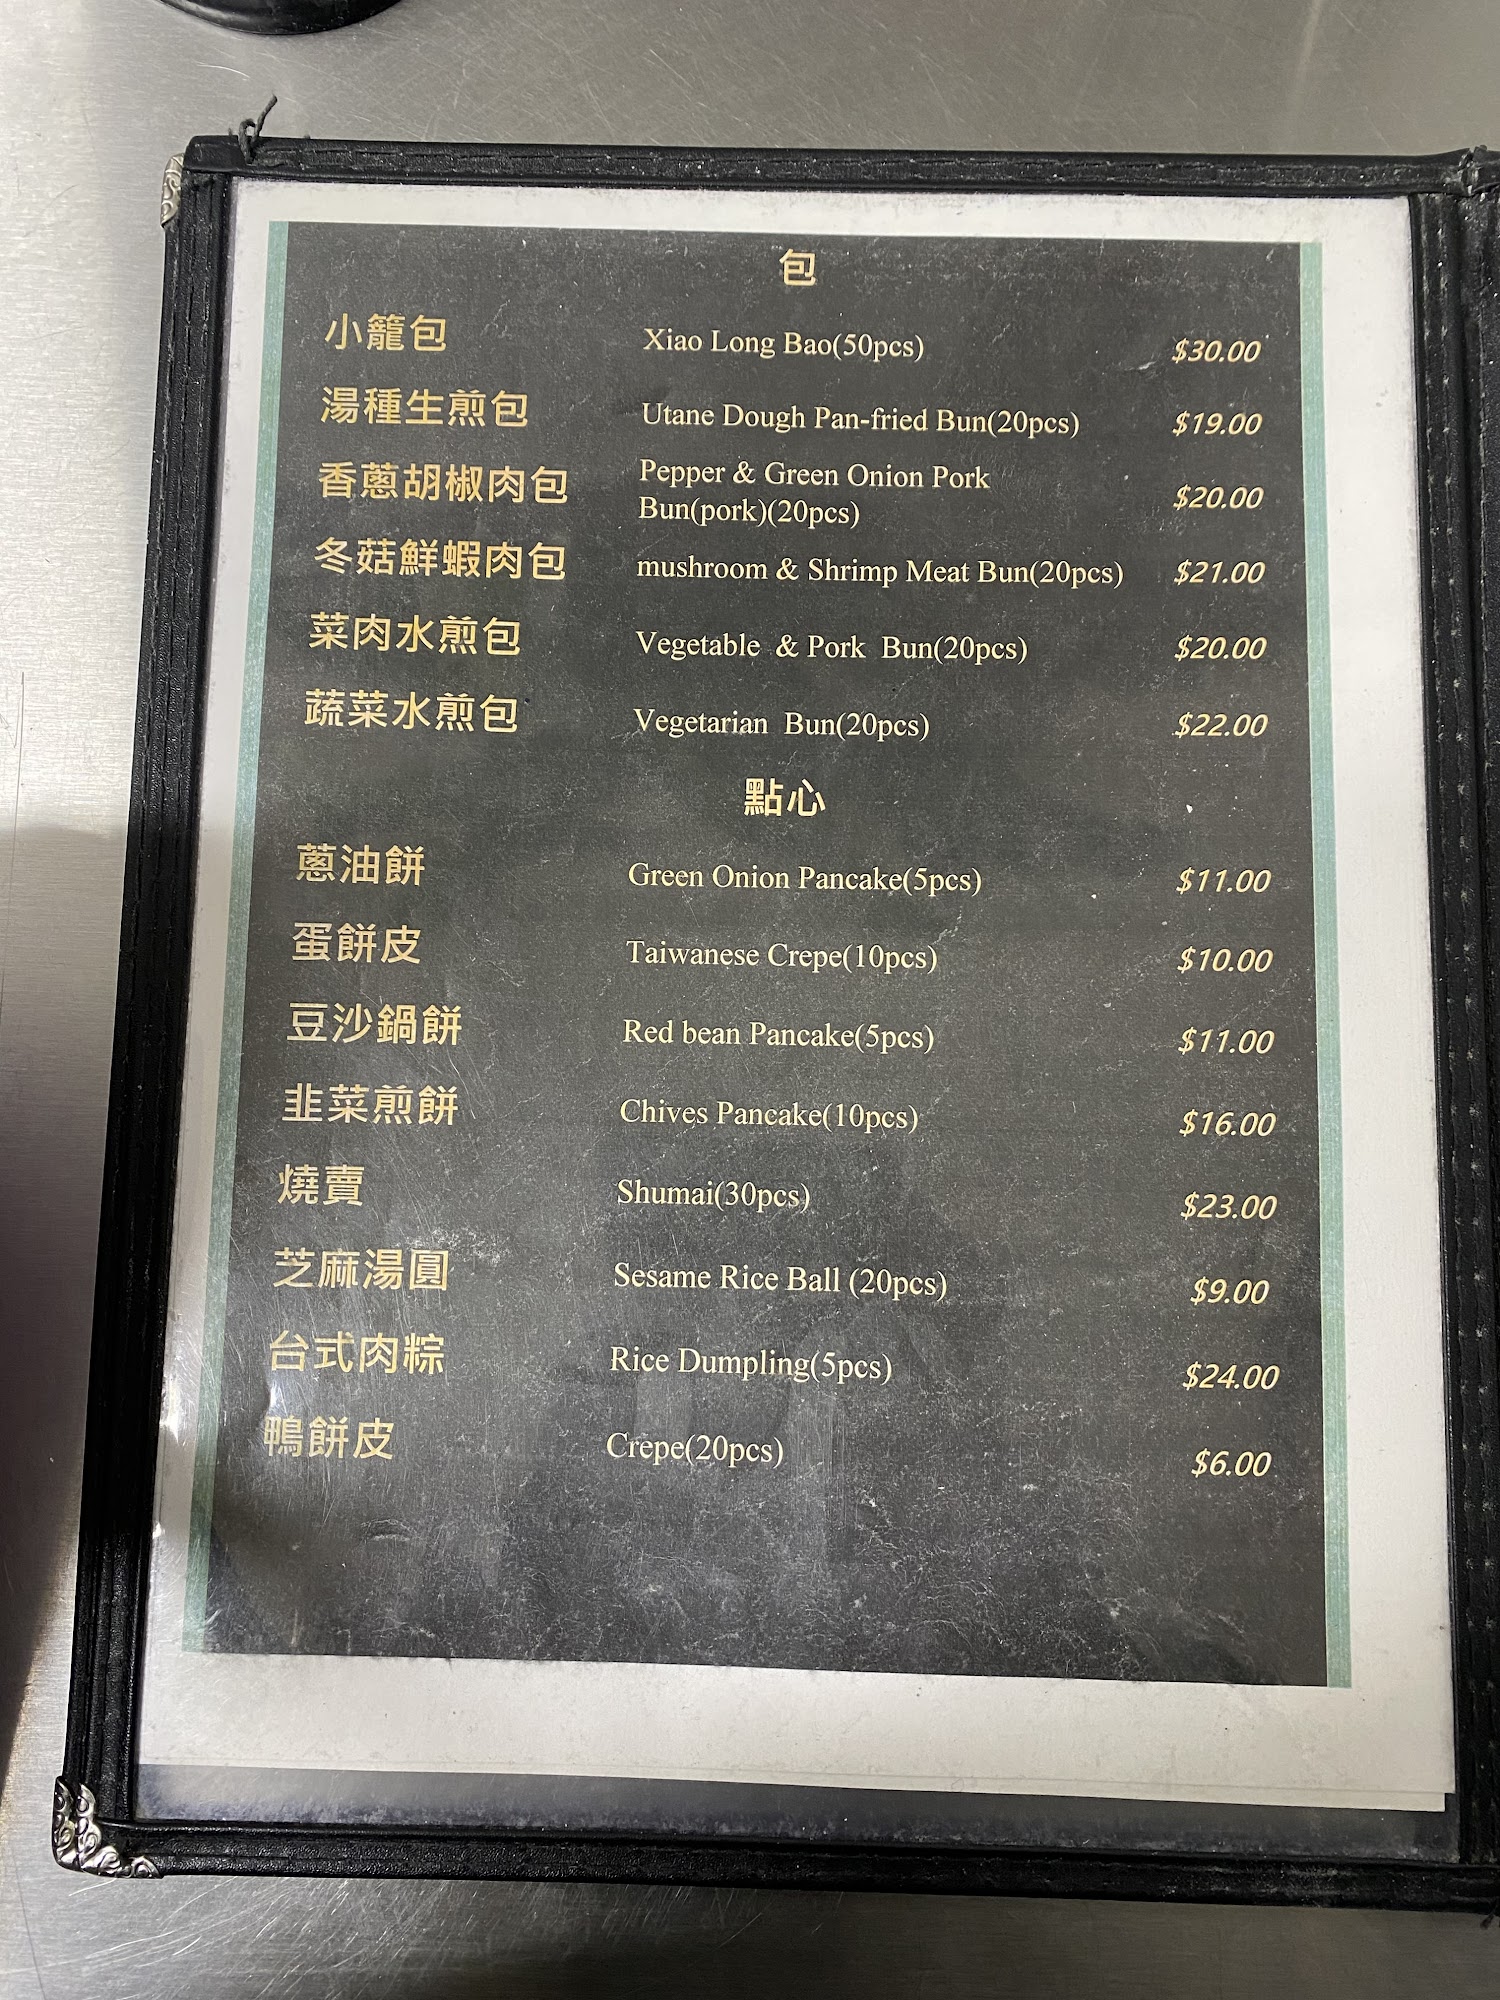 包
小籠包 Xiao Long Bao(50pcs) $30.00
湯種生煎包 Utane Dough Pan-fried Bun(20pcs) $19.00
香蔥胡椒肉包 Pepper & Green Onion Pork
Bun(pork)(20pcs) $20.00
冬菇鮮蝦肉包 mushroom & Shrimp Meat Bun(20pcs) $21.00
菜肉水煎包 Vegetable & Pork Bun(20pcs) $20.00
蔬菜水煎包 Vegetarian Bun(20pcs) $22.00
點心
蔥油餅 Green Onion Pancake(5pcs) $11.00
蛋餅皮 Taiwanese Crepe(10pcs) $10.00
豆沙鍋餅 Red bean Pancake(5pcs) $11.00
韭菜煎餅 Chives Pancake(10pcs) $16.00
燒賣 Shumai(30pcs) $23.00
芝麻湯圓 Sesame Rice Ball (20pcs) $9.00
台式肉粽 Rice Dumpling(5pcs) $24.00
鴨餅皮 Crepe(20pcs) $6.00